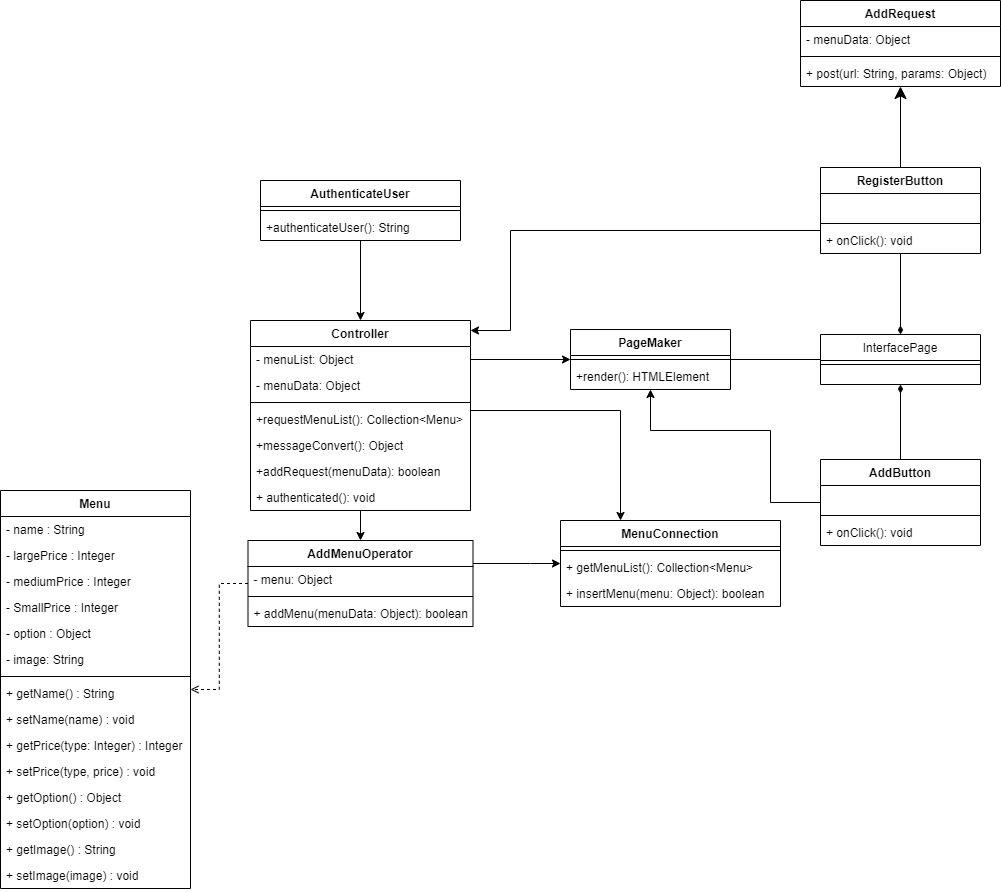 AddRequest
- menuData: Object
+ post(url: String, params: Object)
RegisterButton
+ onClick(): void
AuthenticateUser
+authenticateUser(): String
Controller
- menuList: Object
- menuData: Object
+requestMenuList(): Collection<Menu>
+messageConvert(): Object
+addRequest(menuData): boolean
+ authenticated(): void
PageMaker
+render(): HTMLElement
InterfacePage
AddButton
+ onClick(): void
Menu
- name : String
- largePrice : Integer
- mediumPrice : Integer
- SmallPrice : Integer
- option : Object
- image: String
+ getName() : String
+ setName(name) : void
+ getPrice(type: Integer) : Integer
+ setPrice(type, price) : void
+ getOption() : Object
+ setOption(option) : void
+ getImage() : String
+ setImage(image) : void
AddMenuOperator
- menu: Object
+ addMenu(menuData: Object): boolean
MenuConnection
+ getMenuList(): Collection<Menu>
+ insertMenu(menu: Object): boolean